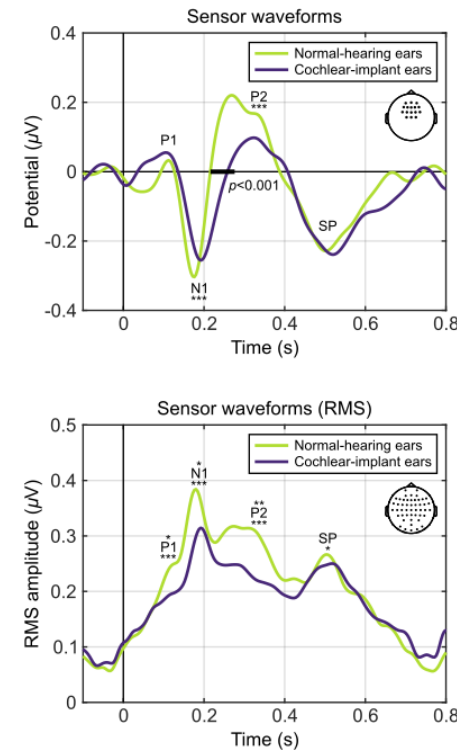 Sensor waveforms
Normal-hearing ears
Cochlear-implant ears
Potential (µV)
0.4
0.2
0
-0.2
-0.4
P1
P2
***
p<0.001
N1
***
SP
0 0.2 0.4 0.6 0.8
Time (s)
Sensor waveforms (RMS)
Normal-hearing ears
Cochlear-implant ears
RMS amplitude (µV)
0.5
0.4
0.3
0.2
0.1
0
*
P1
***
*
N1
***
**
P2
***
SP
*
0 0.2 0.4 0.6 0.8
Time (s)